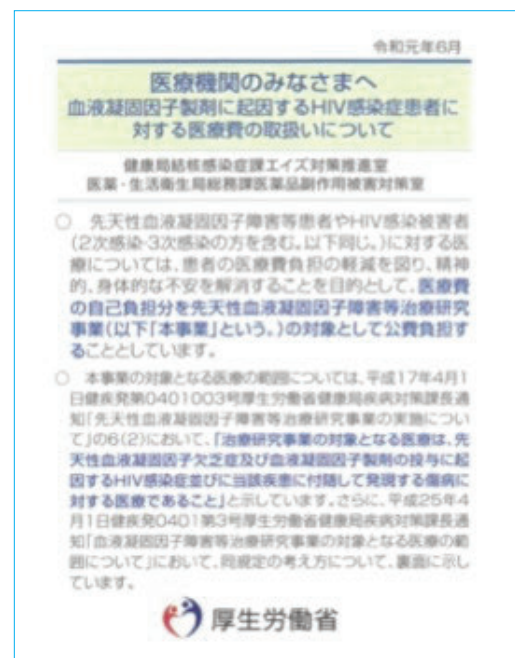 令和元年6月
医療機関のみなさまへ
血液凝固因子製剤に起因するHIV感染症患者に
対する医療費の取扱いについて
健康局結核感染症課エイズ対策推進室
医薬・生活衛生局総務課医薬品副作用被害対策室
○ 先天性血液凝固因子障害等患者やHIV感染被害者
(2次感染・3次感染の方を含む。以下同じ。)に対する医
療については、患者の医療費負担の軽減を図り、精神
的、身体的な不安を解消することを目的として、医療費
の自己負担分を先天性血液凝固因子障害等治療研究
事業(以下「本事業」という。)の対象として公費負担す
ることとしています。
○ 本事業の対象となる医療の範囲については、平成17年4月1
日健疾発第0401003号厚生労働省健康局疾病対策課長通
知「先天性血液凝固因子障害等治療研究事業の実施につい
て」の6(2)において、「治療研究事業の対象となる医療は、先
天性血液凝固因子欠乏症及び血液凝固因子製剤の投与に起
因するHIV感染症並びに当該疾患に付随して発現する傷病に
対する医療であること」と示しています。さらに、平成25年4
月1日健疾発0401第3号厚生労働省健康局疾病対策課長通
知「血液凝固因子障害等治療研究事業の対象となる医療の範
囲について」において、同規定の考え方について、裏面に示し
ています。
厚生労働省